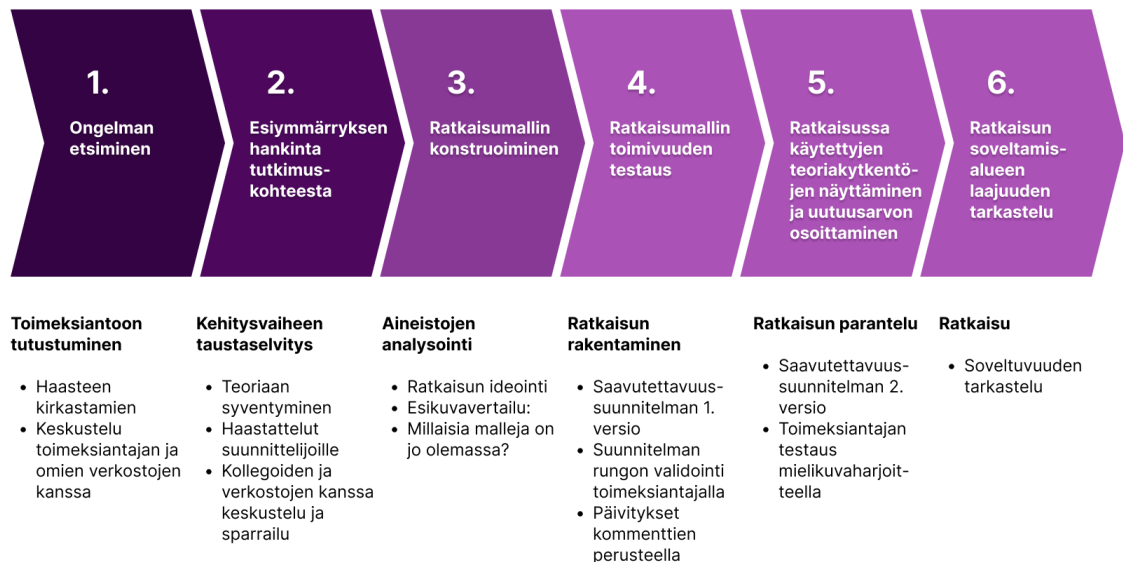 1.
Ongelman
etsiminen
2.
Esiymmärryksen
hankinta
tutkimus-
kohteesta
3.
Ratkaisumallin
konstruoiminen
4.
Ratkaisumallin
toimivuuden
testaus
5.
Ratkaisussa
käytettyjen
teoriakytkentö-
jen näyttäminen
ja uutuusarvon
osoittaminen
6.
Ratkaisun
soveltamis-
alueen
laajuuden
tarkastelu
Toimeksiantoon
tutustuminen
• Haasteen
kirkastamien
• Keskustelu
toimeksiantajan ja
omien verkostojen
kanssa
Kehitysvaiheen
taustaselvitys
• Teoriaan
syventyminen
• Haastattelut
suunnittelijoille
• Kollegoiden ja
verkostojen kanssa
keskustelu ja
sparrailu
Aineistojen
analysointi
• Ratkaisun ideointi
• Esikuvavertailu:
• Millaisia malleja on
jo olemassa?
Ratkaisun
rakentaminen
• Saavutettavuus-
suunnitelman 1.
versio
• Suunnitelman
rungon validointi
toimeksiantajalla
• Päivitykset
kommenttien
perusteella
Ratkaisun parantelu
• Saavutettavuus-
suunnitelman 2.
versio
• Toimeksiantajan
testaus
mielikuvaharjoit-
teella
Ratkaisu
• Soveltuvuuden
tarkastelu